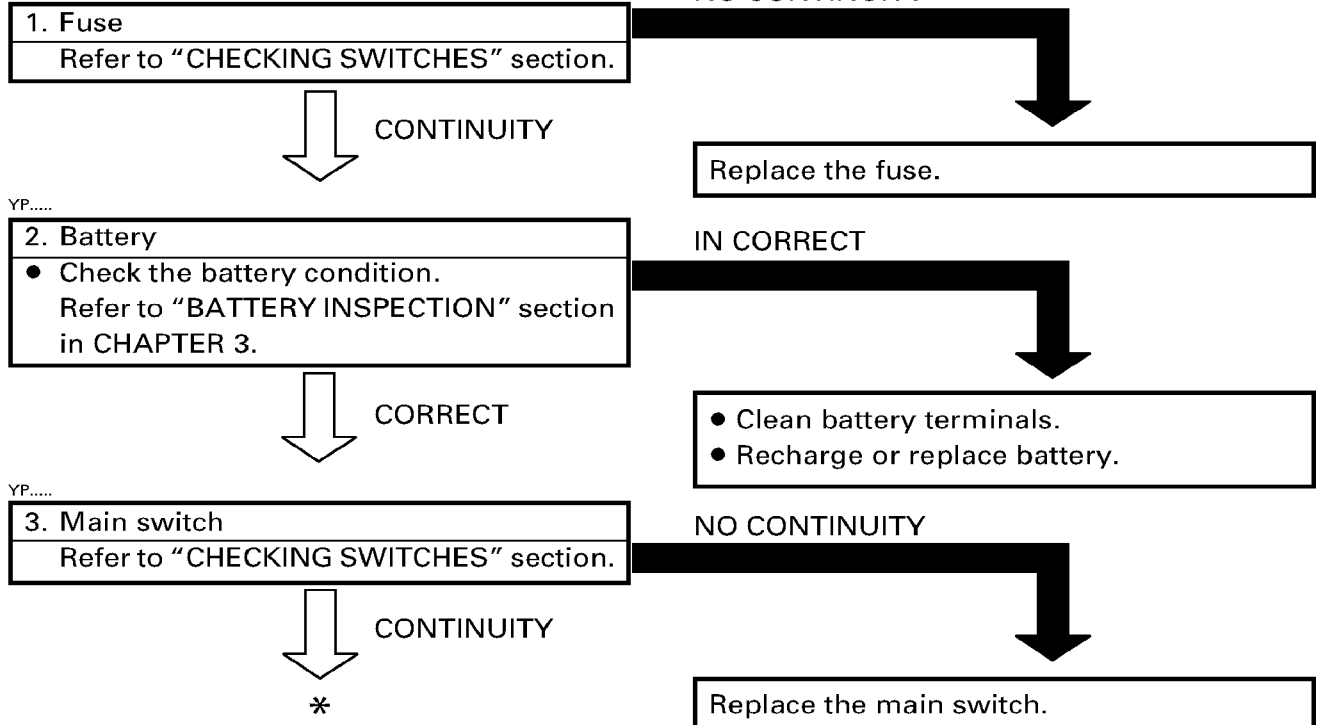 1. Fuse
Refer to “CHECKING SWITCHES” section.
CONTINUITY
Replace the fuse.
YP.....
2. Battery
● Check the battery condition.
Refer to “BATTERY INSPECTION” section
in CHAPTER 3.
IN CORRECT
CORRECT
● Clean battery terminals.
● Recharge or replace battery.
YP.....
3. Main switch
Refer to “CHECKING SWITCHES” section.
NO CONTINUITY
CONTINUITY
*
Replace the main switch.